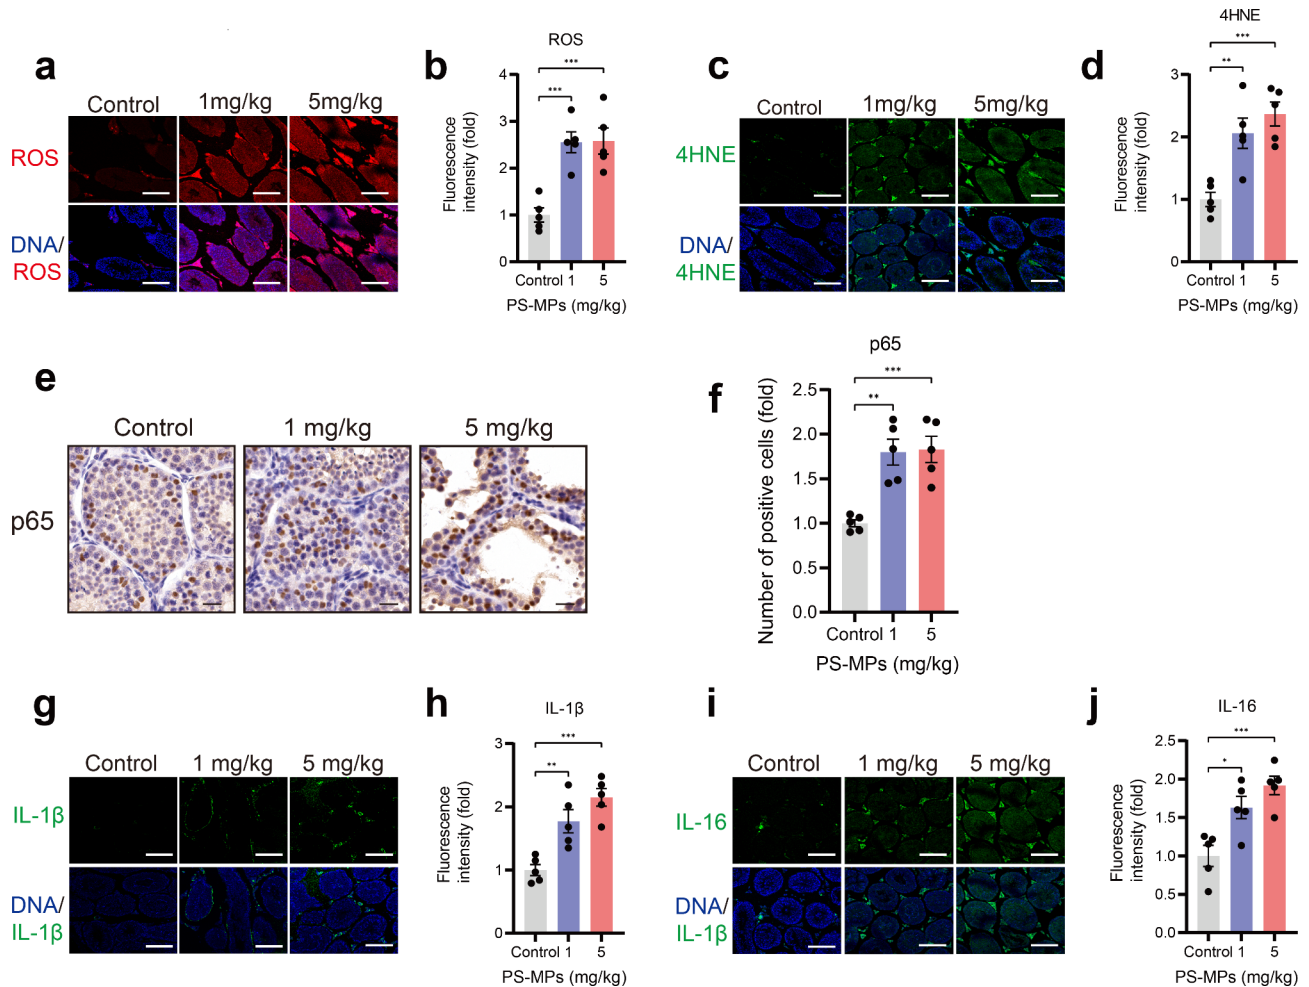 a
Control
1mg/kg
5mg/kg
ROS
DNA/
ROS
b
ROS
***
***
Fluorescence
intensity (fold)
4
3
2
1
0
Control 1 5
PS-MPs (mg/kg)
c
Control
1mg/kg
5mg/kg
4HNE
DNA/
4HNE
d
4HNE
***
**
Fluorescence
intensity (fold)
3
2
1
0
Control 1 5
PS-MPs (mg/kg)
e
Control
1 mg/kg
5 mg/kg
p65
f
p65
***
**
Number of positive cells (fold)
2.5
2.0
1.5
1.0
0.5
0.0
Control 1 5
PS-MPs (mg/kg)
g
Control
1 mg/kg
5 mg/kg
IL-1β
DNA/
IL-1β
h
IL-1β
***
**
Fluorescence
intensity (fold)
3
2
1
0
Control 1 5
PS-MPs (mg/kg)
i
Control
1 mg/kg
5 mg/kg
IL-16
DNA/
IL-1β
j
IL-16
***
*
Fluorescence
intensity (fold)
2.5
2.0
1.5
1.0
0.5
0.0
Control 1 5
PS-MPs (mg/kg)